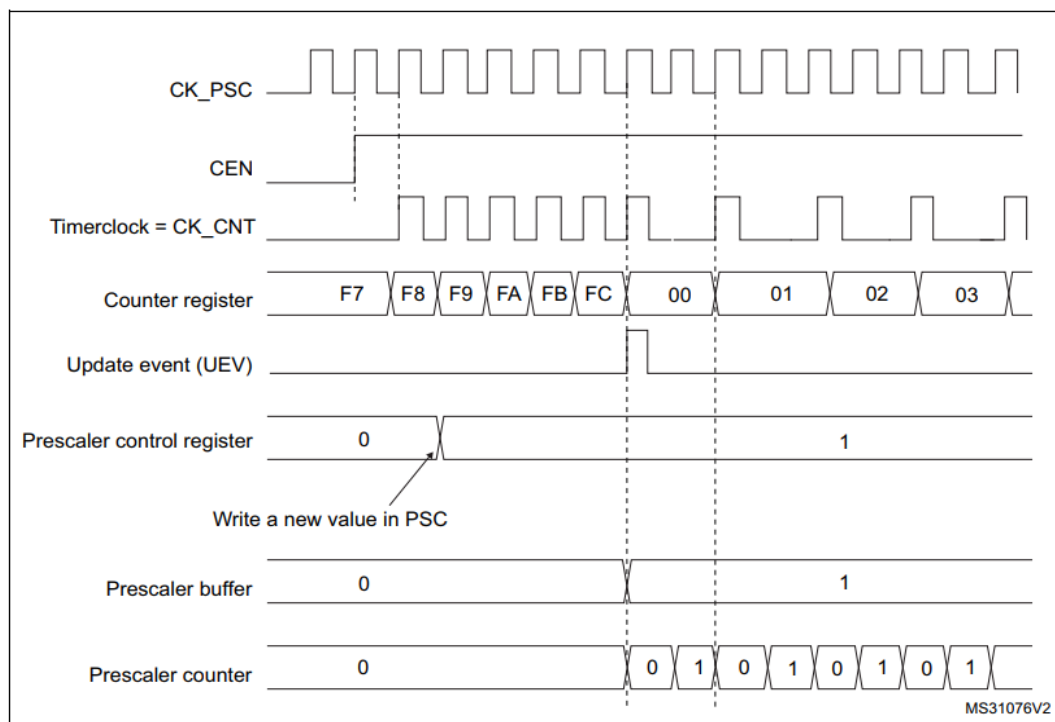 CK_PSC
CEN
Timerclock = CK_CNT
Counter register F7 F8 F9 FA FB FC 00 01 02 03
Update event (UEV)
Prescaler control register 0 1
Write a new value in PSC
Prescaler buffer 0 1
Prescaler counter 0 0 1 0 1 0 1 0 1
MS31076V2